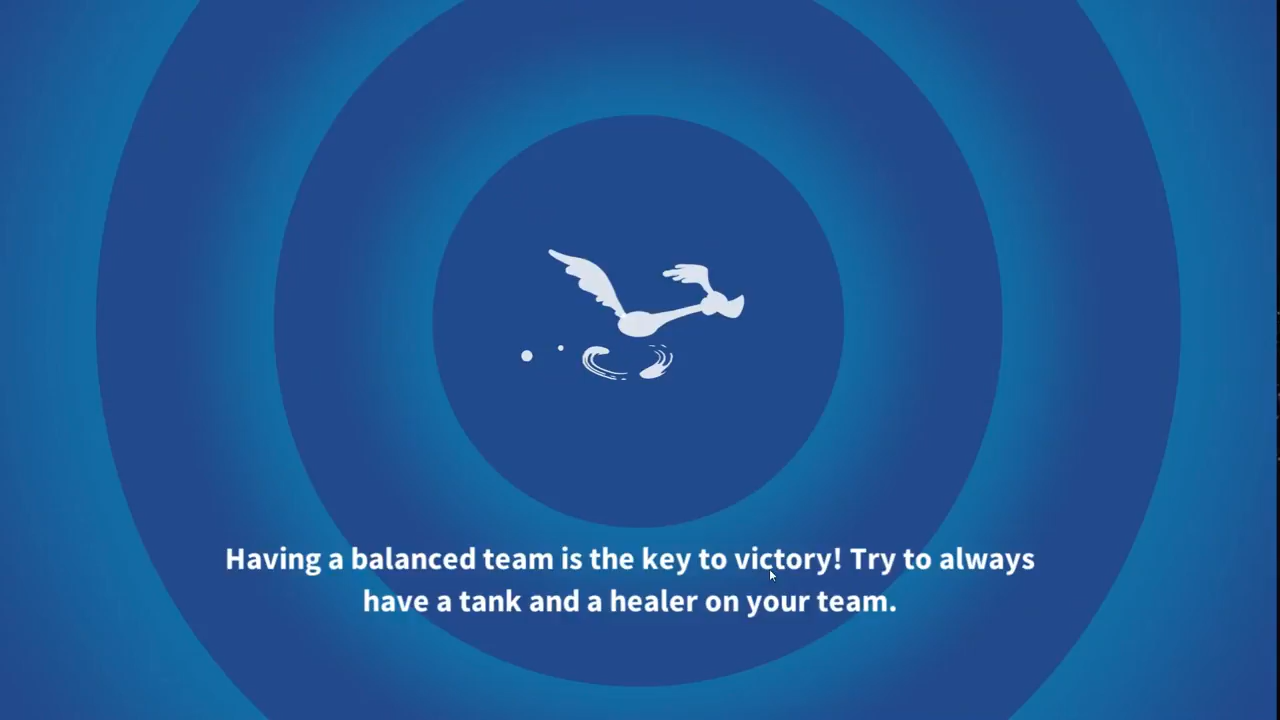 Having a balanced team is the key to victory! Try to always
have a tank and a healer on your team.